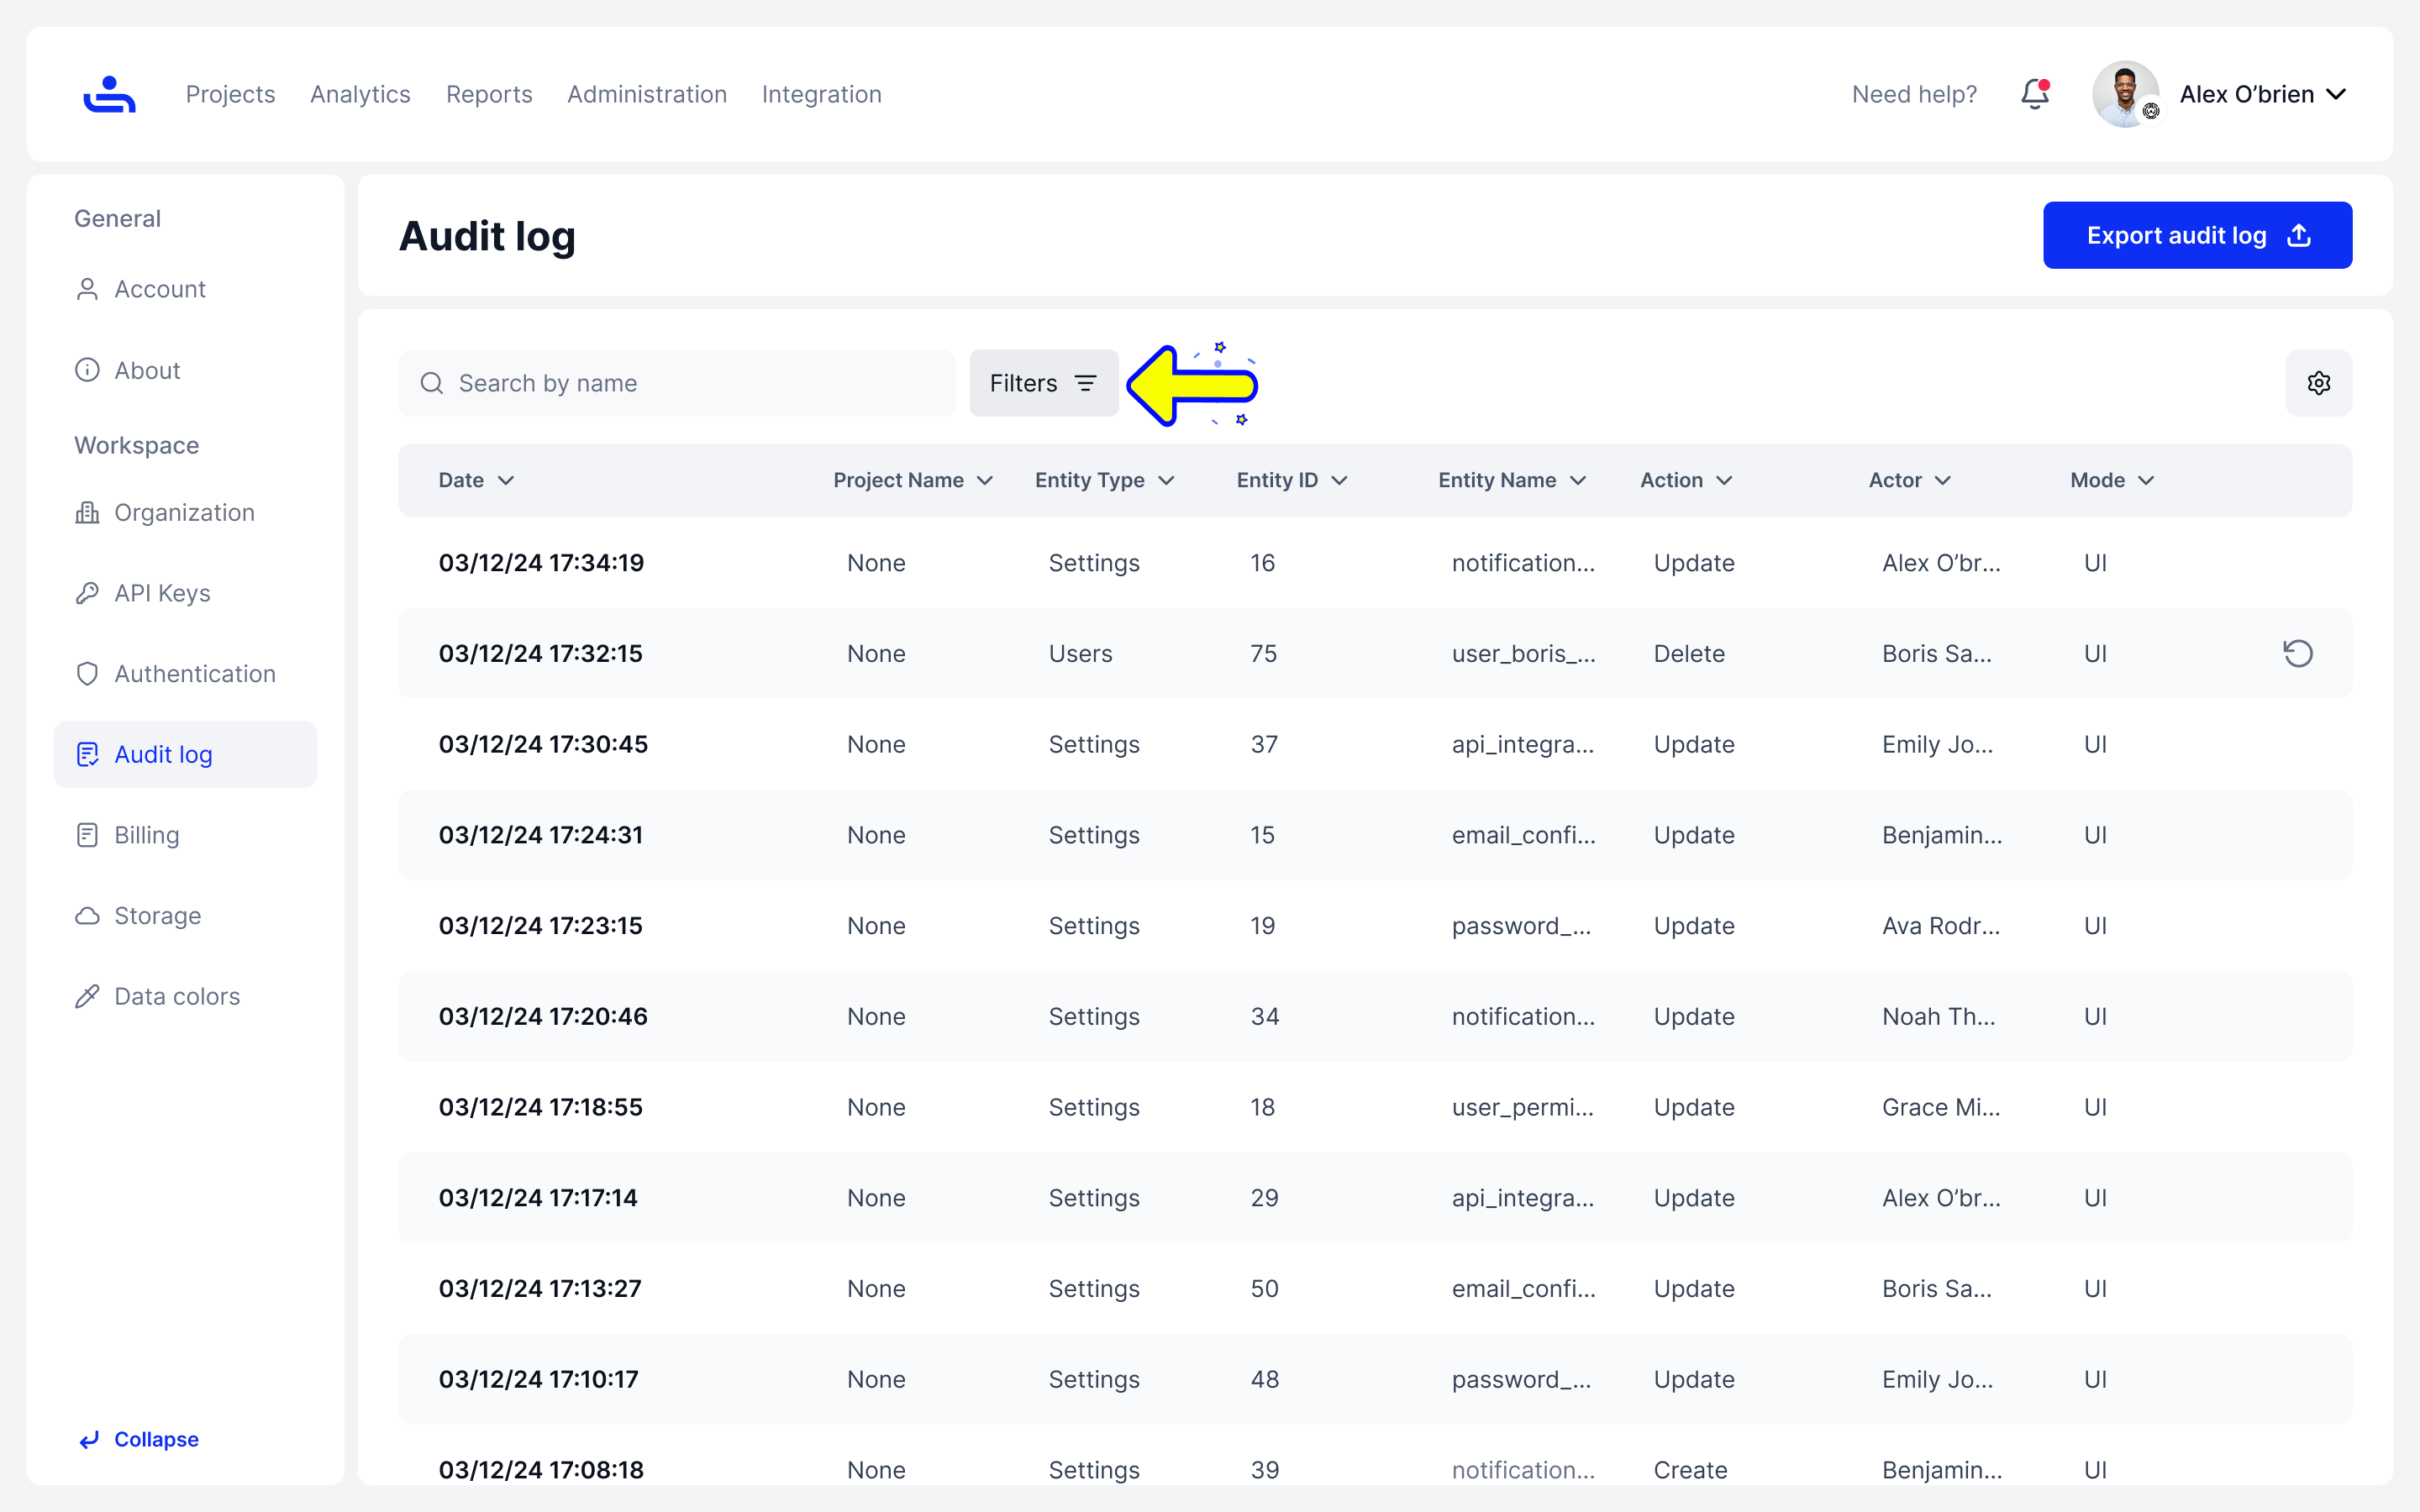 Projects Analytics Reports Administration Integration Need help? Alex O’brien
General
Account
About
Workspace
Organization
API Keys
Authentication
Audit log
Billing
Storage
Data colors
Collapse
Audit log
Export audit log
Search by name
Filters
Date Project Name Entity Type Entity ID Entity Name Action Actor Mode
03/12/24 17:34:19 None Settings 16 notification... Update Alex O’br... UI
03/12/24 17:32:15 None Users 75 user_boris_... Delete Boris Sa... UI
03/12/24 17:30:45 None Settings 37 api_integra... Update Emily Jo... UI
03/12/24 17:24:31 None Settings 15 email_confi... Update Benjamin... UI
03/12/24 17:23:15 None Settings 19 password_... Update Ava Rodr... UI
03/12/24 17:20:46 None Settings 34 notification... Update Noah Th... UI
03/12/24 17:18:55 None Settings 18 user_permi... Update Grace Mi... UI
03/12/24 17:17:14 None Settings 29 api_integra... Update Alex O’br... UI
03/12/24 17:13:27 None Settings 50 email_confi... Update Boris Sa... UI
03/12/24 17:10:17 None Settings 48 password_... Update Emily Jo... UI
03/12/24 17:08:18 None Settings 39 notification... Create Benjamin... UI